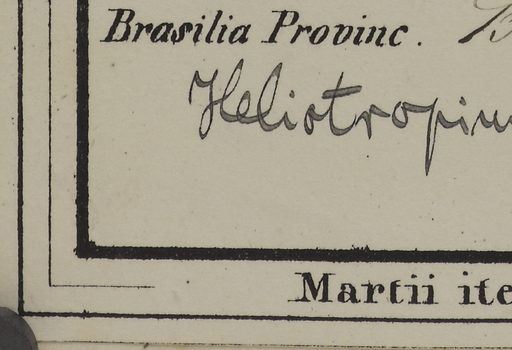 Brasilia Provinc.
Heliotropium
Martii ite